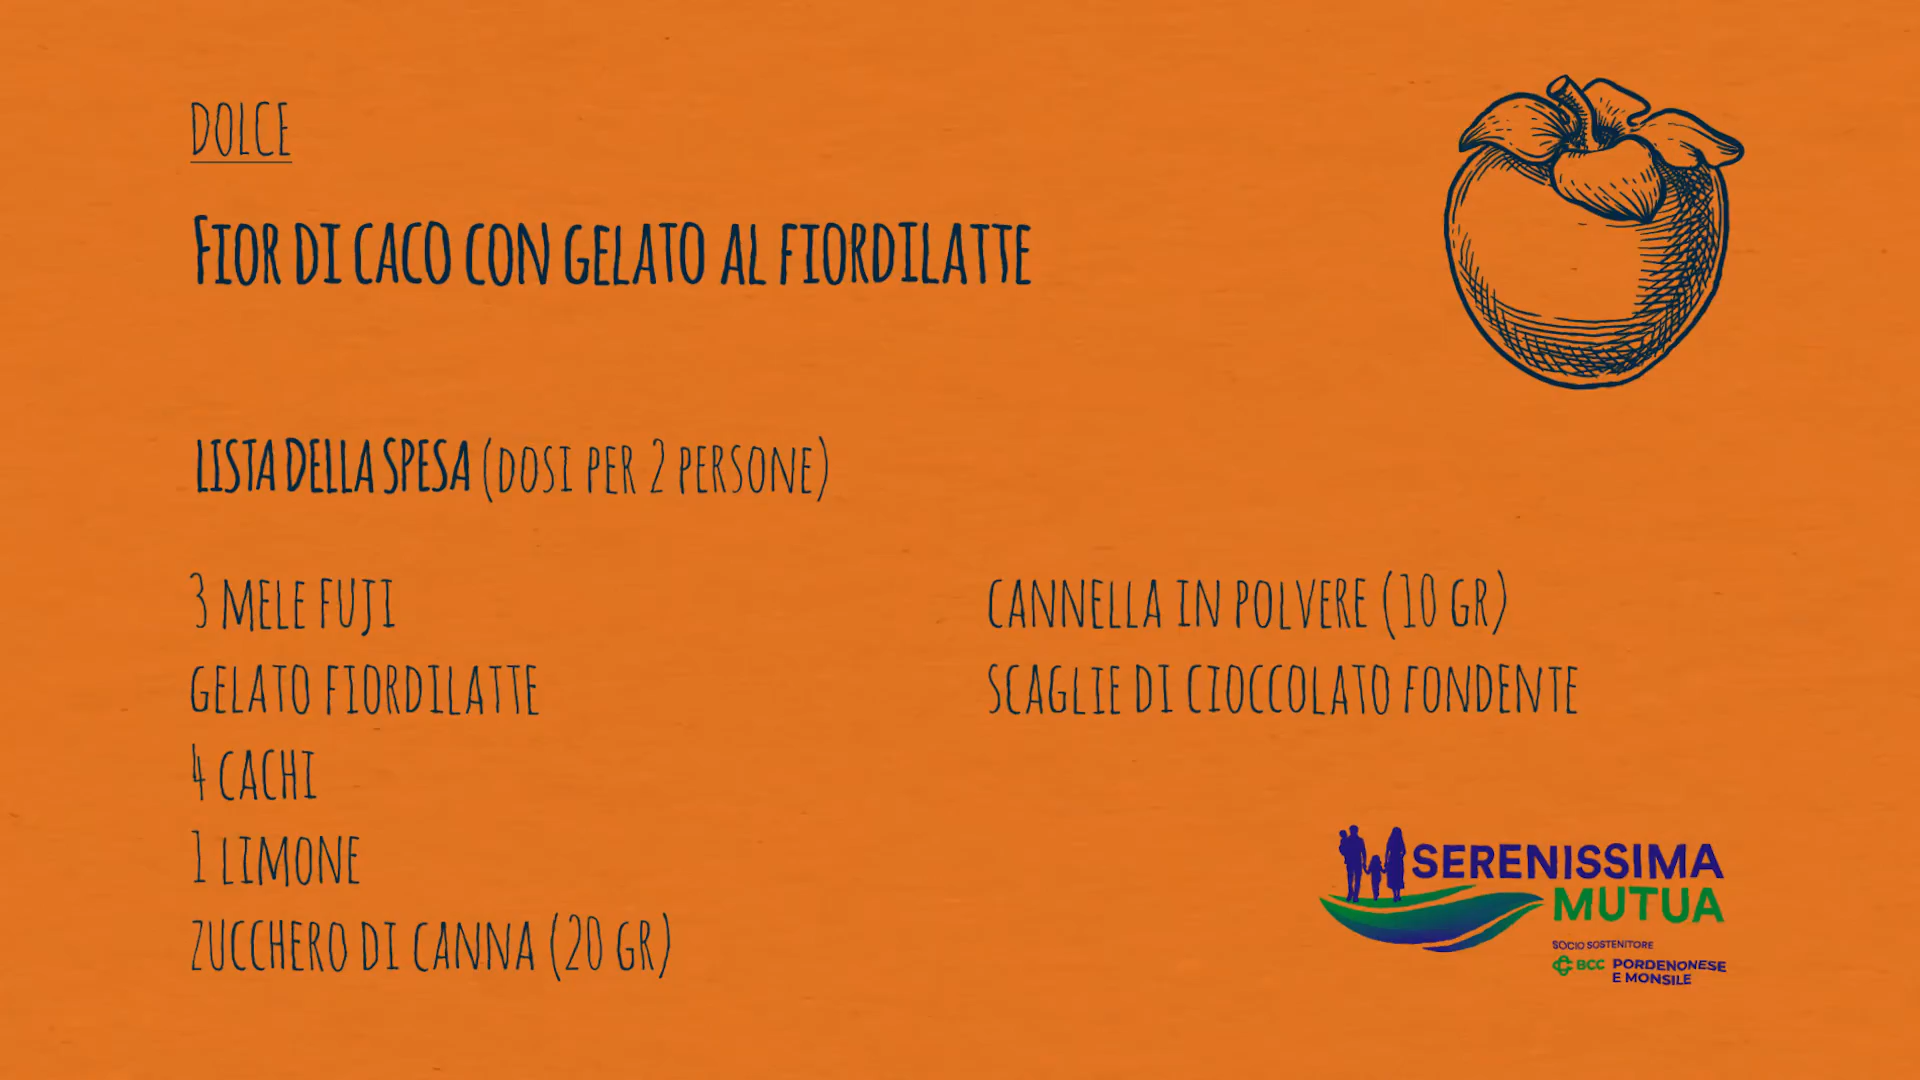 DOLCE
FIOR DI CACO CON GELATO AL FIORDILATTE
LISTA DELLA SPESA (DOSI PER 2 PERSONE)
3 MELE FUJI
GELATO FIORDILATTE
4 CACHI
1 LIMONE
ZUCCHERO DI CANNA (20 GR)
CANNELLA IN POLVERE (10 GR)
SCAGLIE DI CIOCCOLATO FONDENTE
SERENISSIMA
MUTUA
SOCIO SOSTENITORE
BCC PORDENONESE
E MONSILE